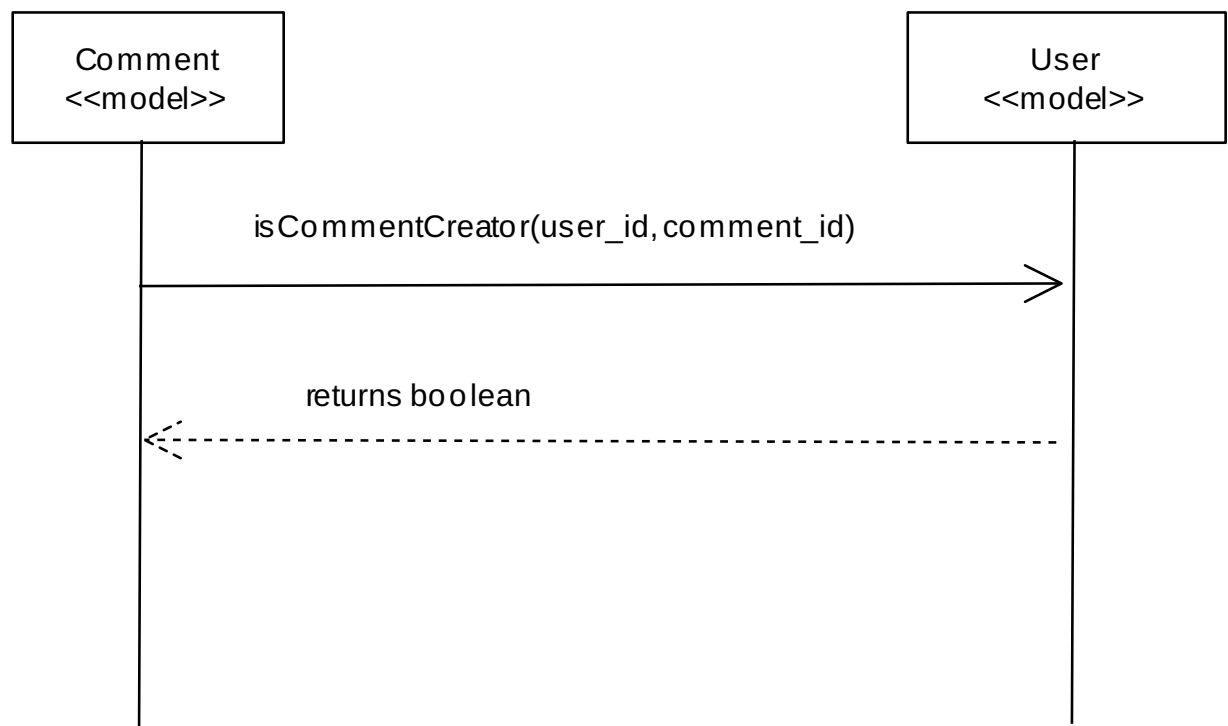 Comment
<<model>>
User
<<model>>
isCommentCreator(user_id,comment_id)
returns boolean